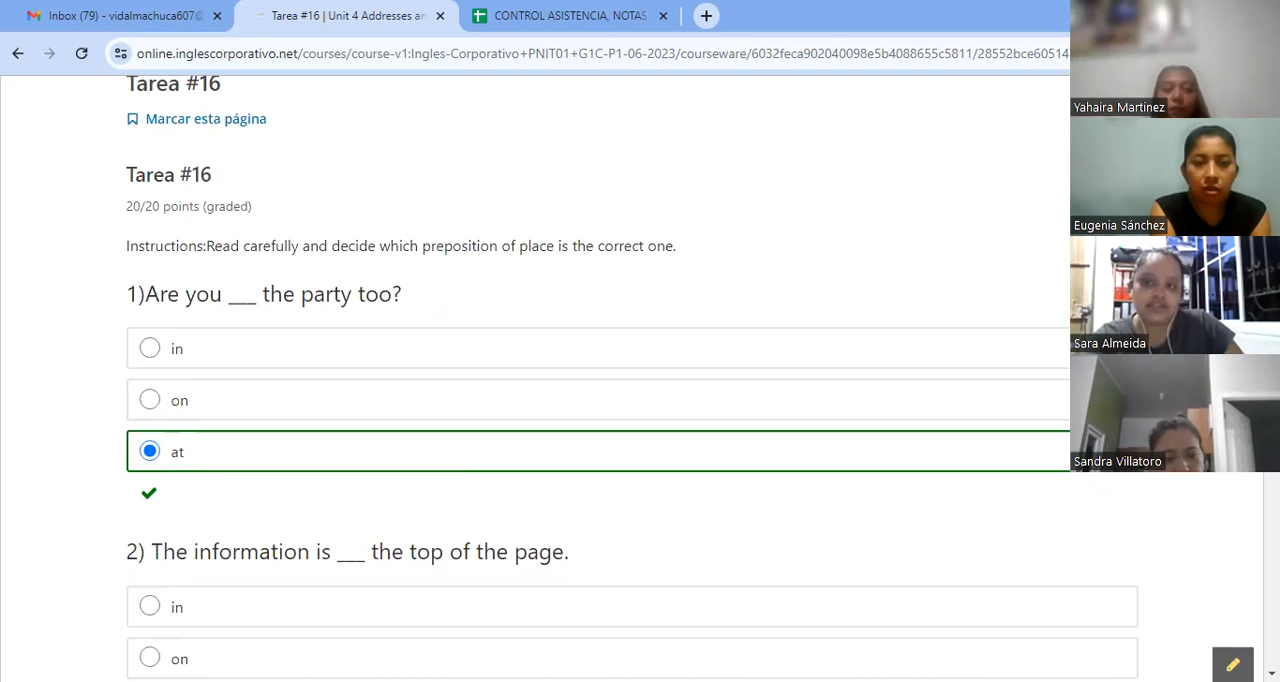 Inbox (79) - vidalmachuca607@
Tarea #16 | Unit 4 Addresses an
CONTROL ASISTENCIA, NOTAS
online.inglescorporativo.net/courses/course-v1:Ingles-Corporativo+PNIT01+G1C-P1-06-2023/courseware/6032feca902040098e5b4088655c5811/28552bce60514
Tarea #16
Marcar esta página
Tarea #16
20/20 points (graded)
Instructions:Read carefully and decide which preposition of place is the correct one.
1)Are you ___ the party too?
in
on
at
2) The information is ___ the top of the page.
in
on
Yahaira Martinez
Eugenia Sánchez
Sara Almeida
Sandra Villatoro